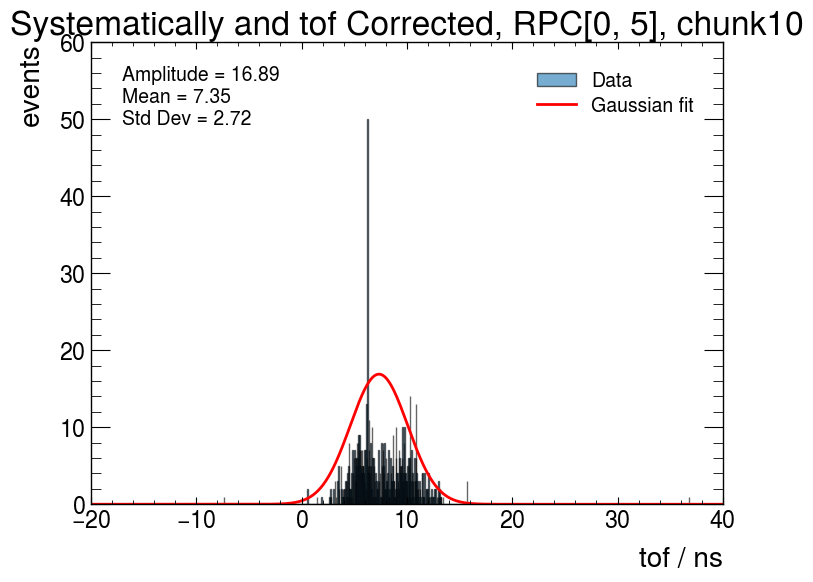 Systematically and tof Corrected, RPC[0, 5], chunk10
events
60
50
40
30
20
10
0
Amplitude = 16.89
Mean = 7.35
Std Dev = 2.72
Data
Gaussian fit
−20 −10 0 10 20 30 40
tof / ns